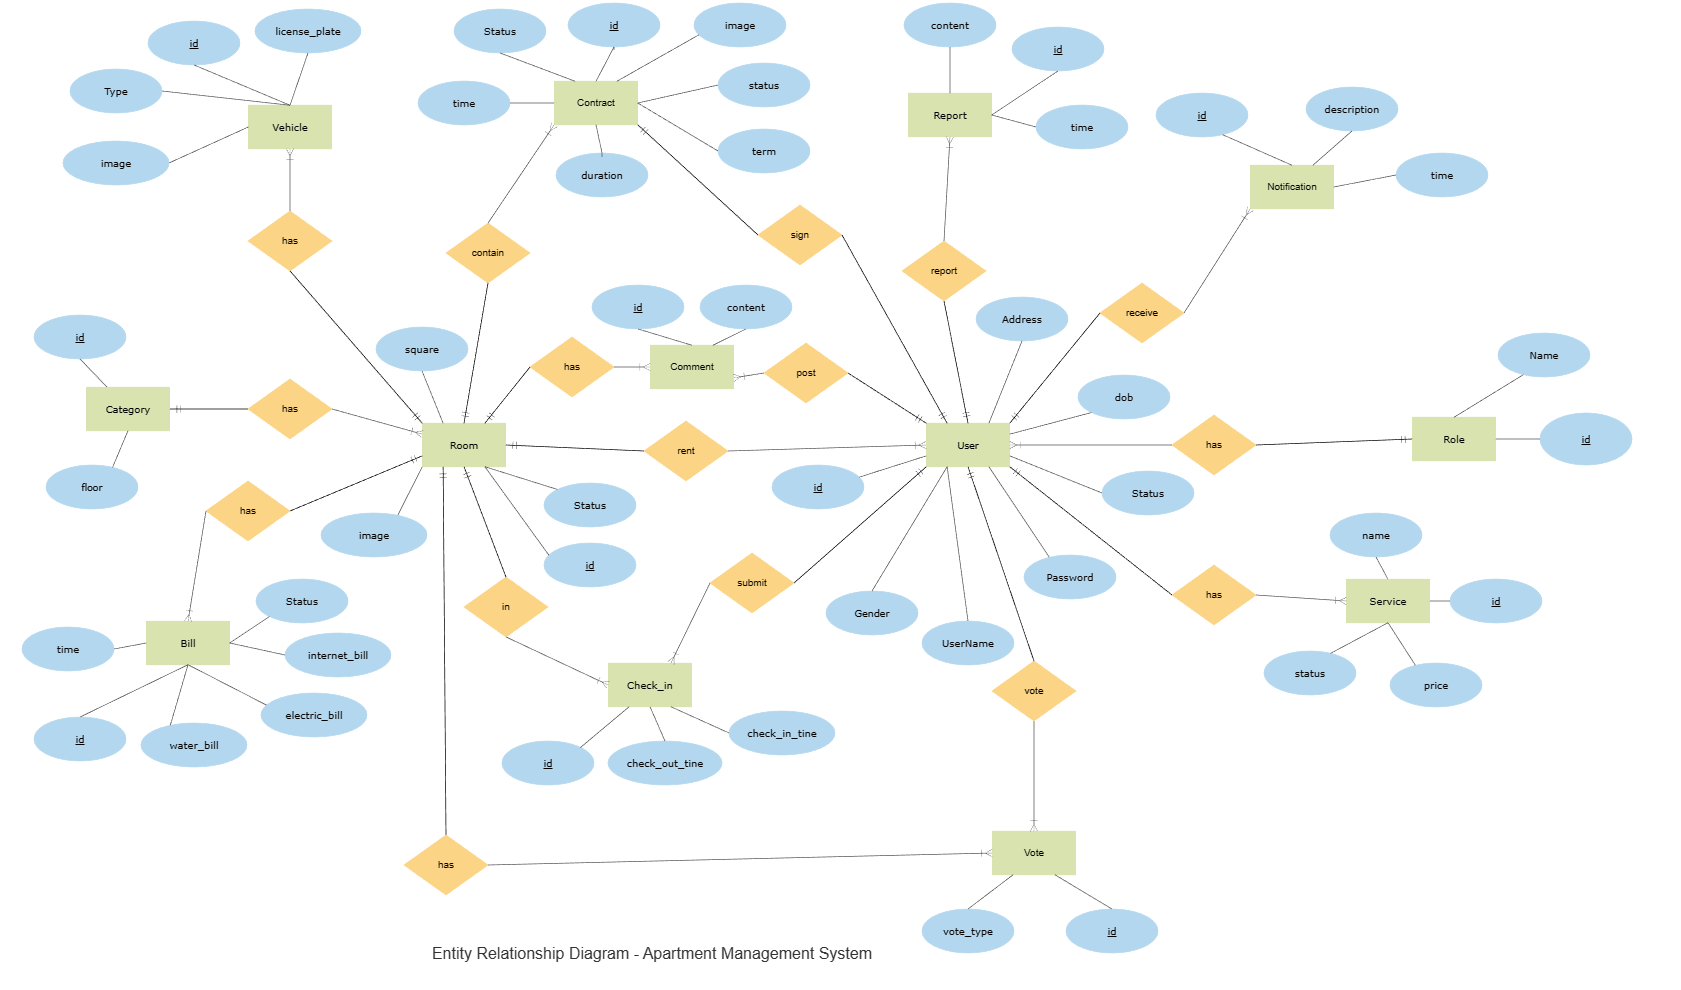 content
Status
id
image
license_plate
id
id
status
Type
time
description
Contract
Report
id
Vehicle
time
term
image
duration
time
Notification
has
sign
contain
report
id
content
receive
Address
id
square
Name
has
Comment
post
dob
Category
has
Room
rent
User
has
Role
id
floor
id
Status
Status
has
image
name
id
Password
submit
has
Service
id
Status
in
Gender
time
Bill
internet_bill
UserName
status
Check_in
price
vote
electric_bill
id
water_bill
check_in_tine
id
check_out_tine
Vote
has
vote_type
id
Entity Relationship Diagram - Apartment Management System